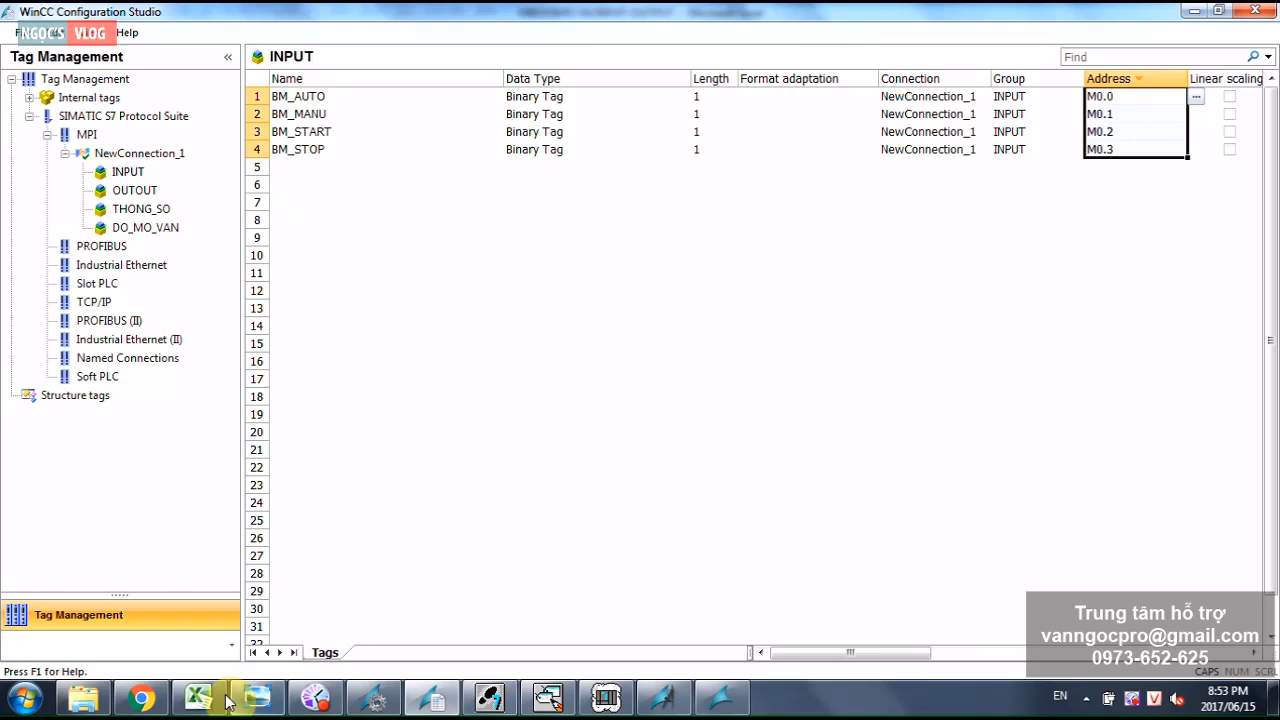 WinCC Configuration Studio
NGỌC'S VLOG
Help
Tag Management «
INPUT
Find
Tag Management
Internal tags
SIMATIC S7 Protocol Suite
MPI
NewConnection_1
INPUT
OUTOUT
THONG_SO
DO_MO_VAN
PROFIBUS
Industrial Ethernet
Slot PLC
TCP/IP
PROFIBUS (II)
Industrial Ethernet (II)
Named Connections
Soft PLC
Structure tags
Name Data Type Length Format adaptation Connection Group Address Linear scaling
1 BM_AUTO Binary Tag 1 NewConnection_1 INPUT M0.0 ...
2 BM_MANU Binary Tag 1 NewConnection_1 INPUT M0.1
3 BM_START Binary Tag 1 NewConnection_1 INPUT M0.2
4 BM_STOP Binary Tag 1 NewConnection_1 INPUT M0.3
5
6
7
8
9
10
11
12
13
14
15
16
17
18
19
20
21
22
23
24
25
26
27
28
29
30
31
Tag Management
Tags
Trung tâm hỗ trợ
vanngocpro@gmail.com
0973-652-625
Press F1 for Help.
CAPS NUM SCRL
EN
8:53 PM
2017/06/15